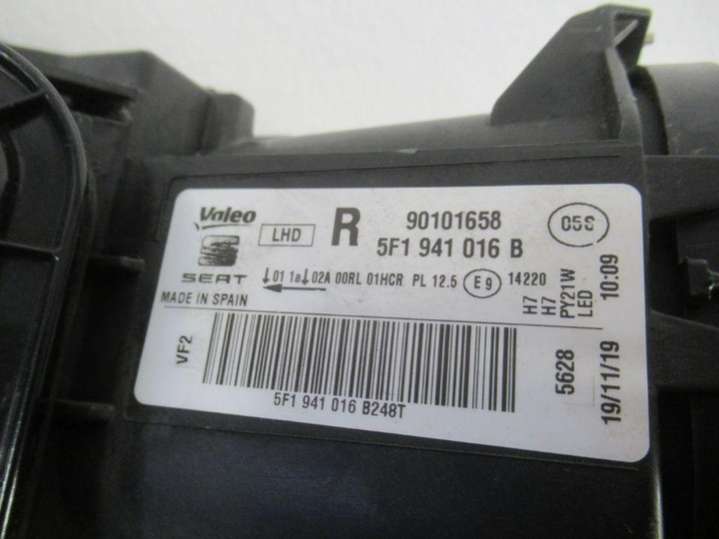 Valeo LHD R 90101658 05S
SEAT 5F1 941 016 B
MADE IN SPAIN
↓01 1a↓02A 00RL 01HCR PL 12.5 E9 14220
←
H7
H7
PY21W
LED 10:09
VF2
5628
19/11/19
5F1 941 016 B248T